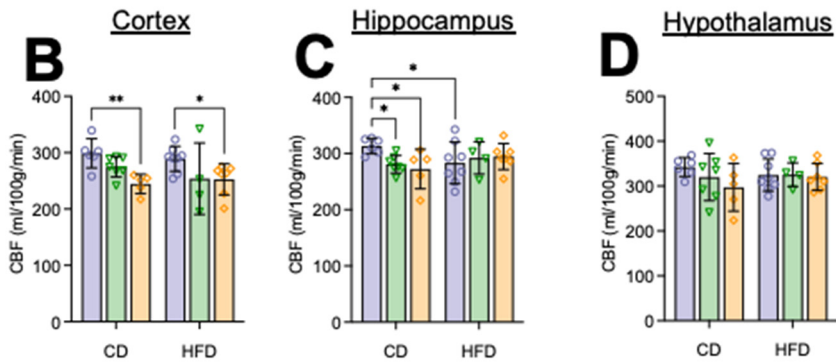 Cortex
Hippocampus
Hypothalamus
B
C
D
CBF (ml/100g/min)
400
300
200
100
0
**
*
CD
HFD
CBF (ml/100g/min)
400
300
200
100
0
*
*
*
CD
HFD
CBF (ml/100g/min)
500
400
300
200
100
0
CD
HFD